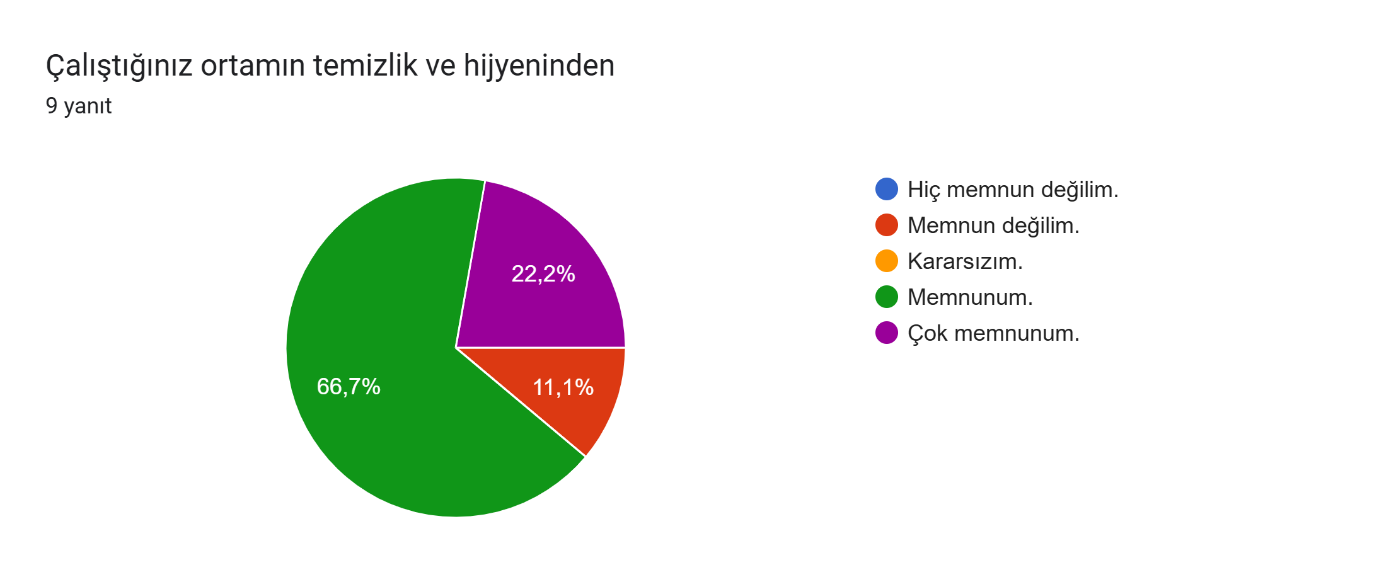 Çalıştığınız ortamın temizlik ve hijyeninden
9 yanıt
22,2%
66,7%
11,1%
Hiç memnun değilim.
Memnun değilim.
Kararsızım.
Memnunum.
Çok memnunum.